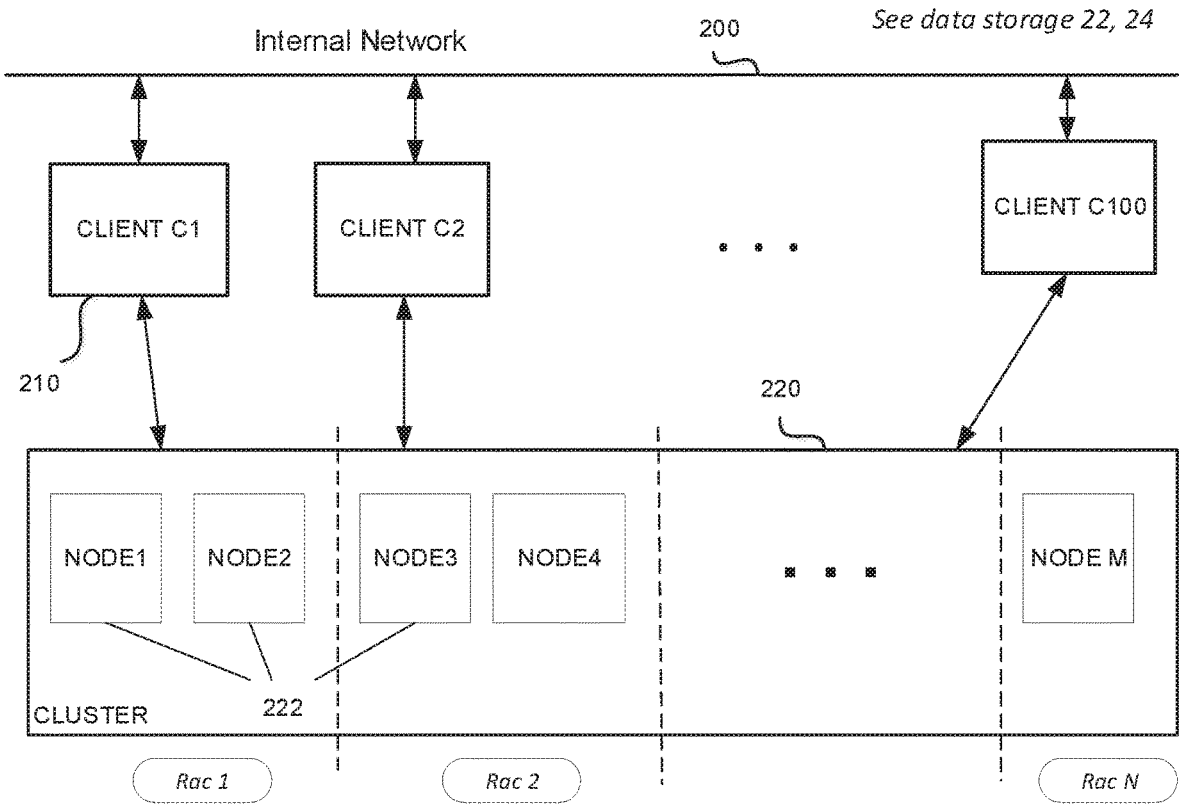 See data storage 22, 24
200
Internal Network
CLIENT C1
CLIENT C2
CLIENT C100
. . .
210
220
NODE1
NODE2
NODE3
NODE4
. . .
NODE M
222
CLUSTER
Rac 1
Rac 2
Rac N